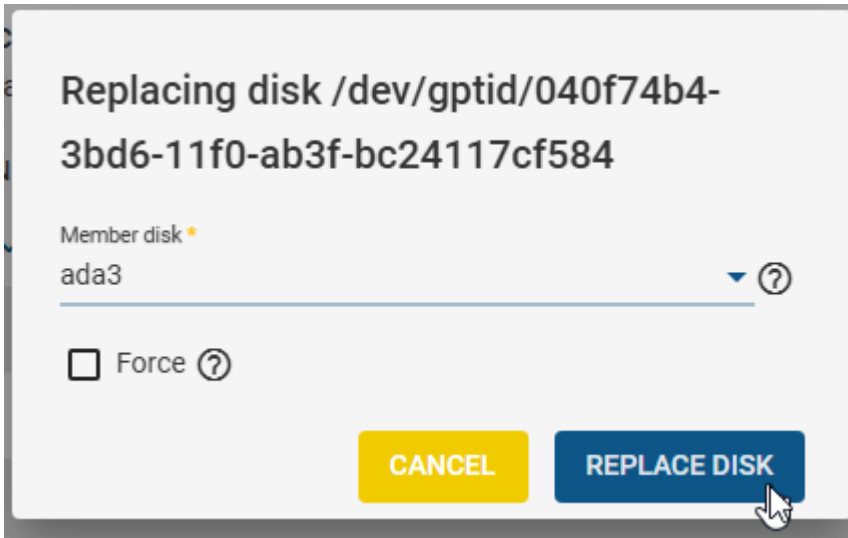 Replacing disk /dev/gptid/040f74b4-
3bd6-11f0-ab3f-bc24117cf584
Member disk *
ada3
Force
CANCEL
REPLACE DISK